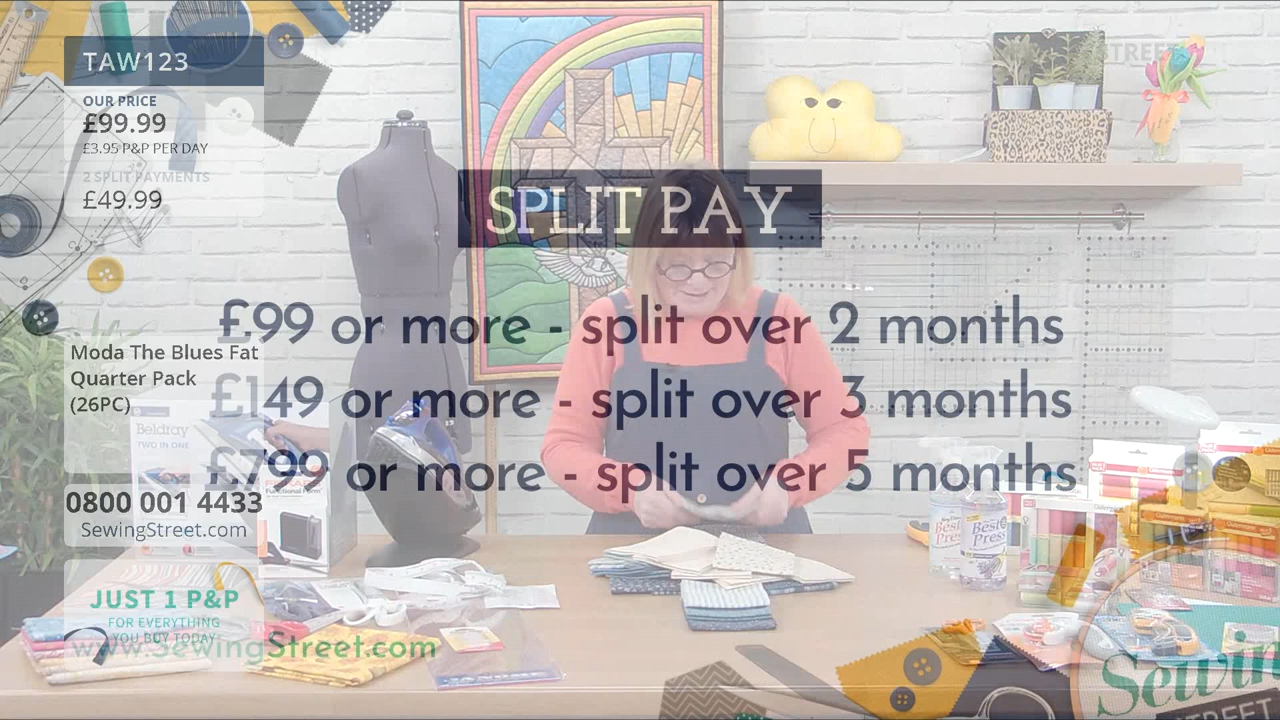 TAW123
STREET
OUR PRICE
£99.99
£3.95 P&P PER DAY
2 SPLIT PAYMENTS
£49.99
SPLIT PAY
£99 or more - split over 2 months
Moda The Blues Fat
Quarter Pack
(26PC)
£149 or more - split over 3 months
Beldray
TWO IN ONE
£799 or more - split over 5 months
0800 001 4433
SewingStreet.com
Best
Press
Best
Press
JUST 1 P&P
FOR EVERYTHING
YOU BUY TODAY
www.SewingStreet.com
Sewin
STREET